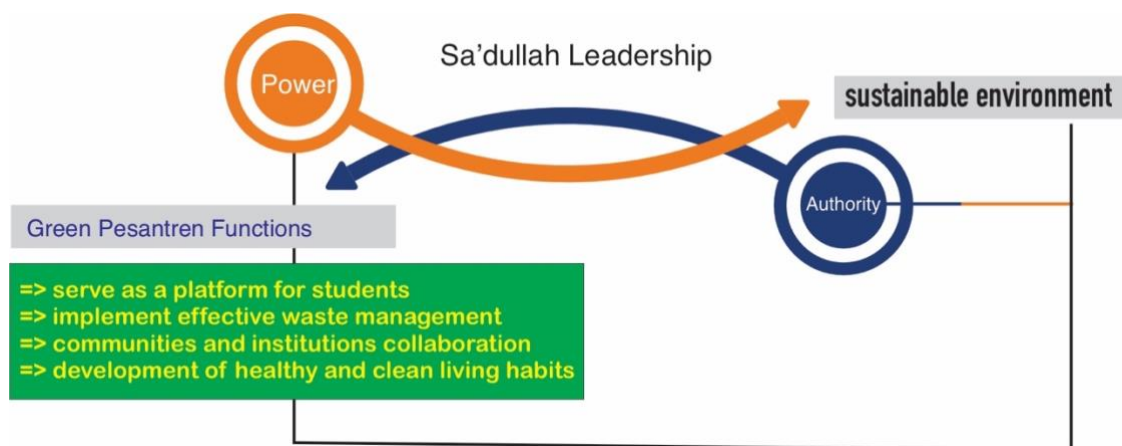 Sa'dullah Leadership
Power
sustainable environment
Authority
Green Pesantren Functions
=> serve as a platform for students
=> implement effective waste management
=> communities and institutions collaboration
=> development of healthy and clean living habits